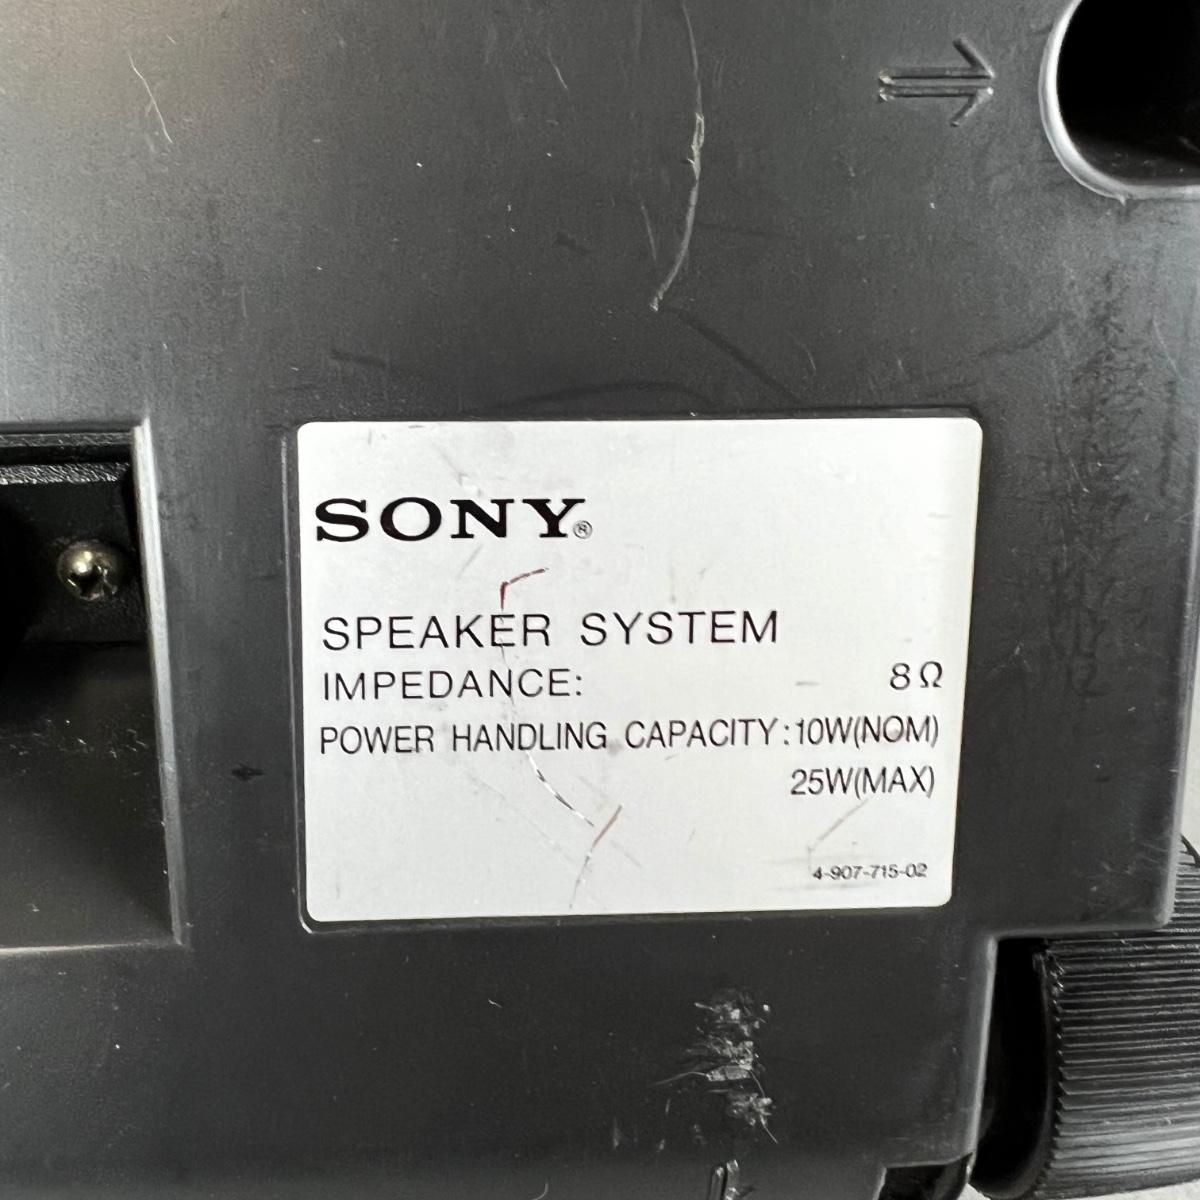 SONY®
SPEAKER SYSTEM
IMPEDANCE: 8Ω
POWER HANDLING CAPACITY:10W(NOM)
25W(MAX)
4-907-715-02